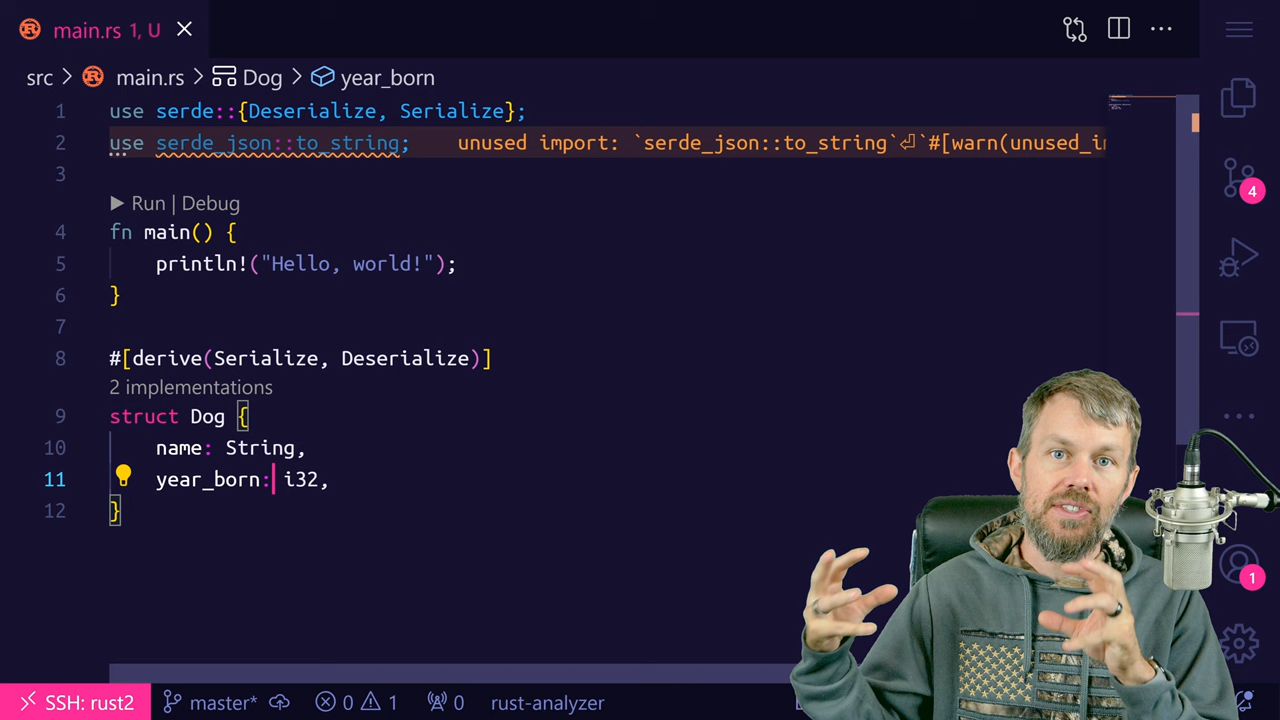 main.rs 1, U
src > main.rs > Dog > year_born
1 use serde::{Deserialize, Serialize};
2 use serde_json::to_string; unused import: `serde_json::to_string`⏎`#[warn(unused_i
3
Run | Debug
4 fn main() {
5 println!("Hello, world!");
6 }
7
8 #[derive(Serialize, Deserialize)]
2 implementations
9 struct Dog {
10 name: String,
11 year_born: i32,
12 }
4
1
SSH: rust2 master* 0 1 0 rust-analyzer